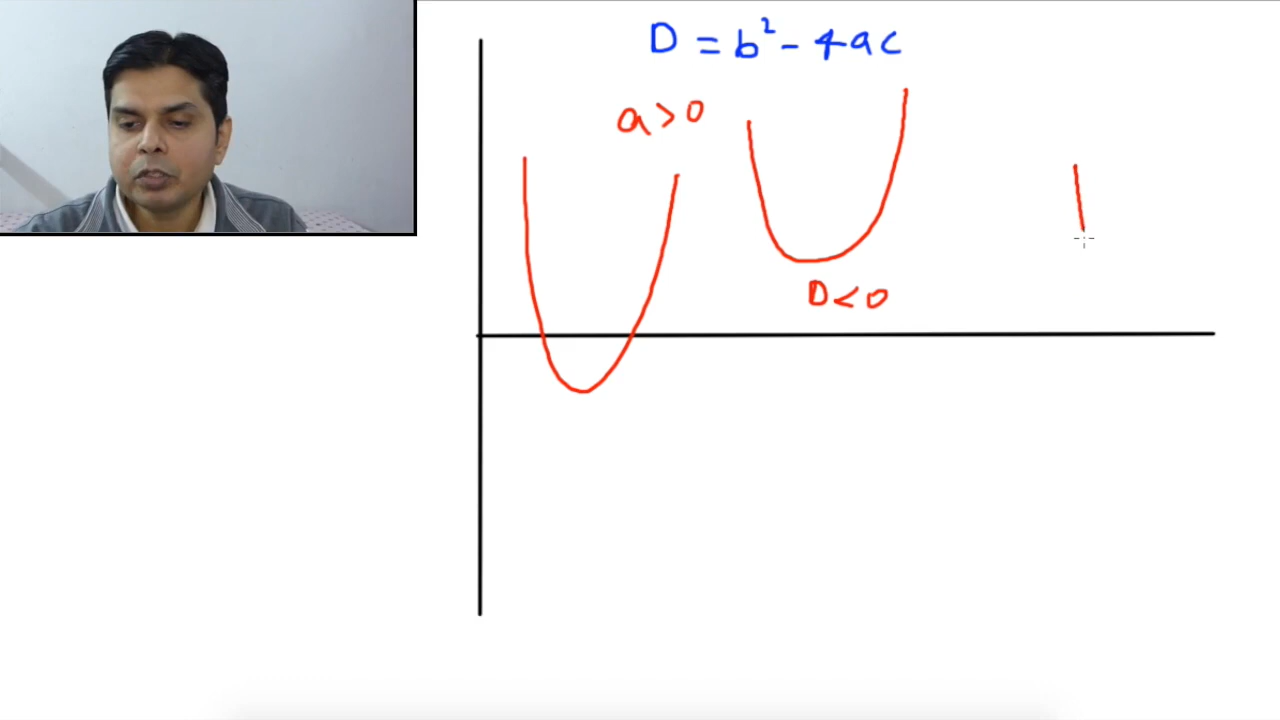 D = b² - 4ac
a > 0
D < 0